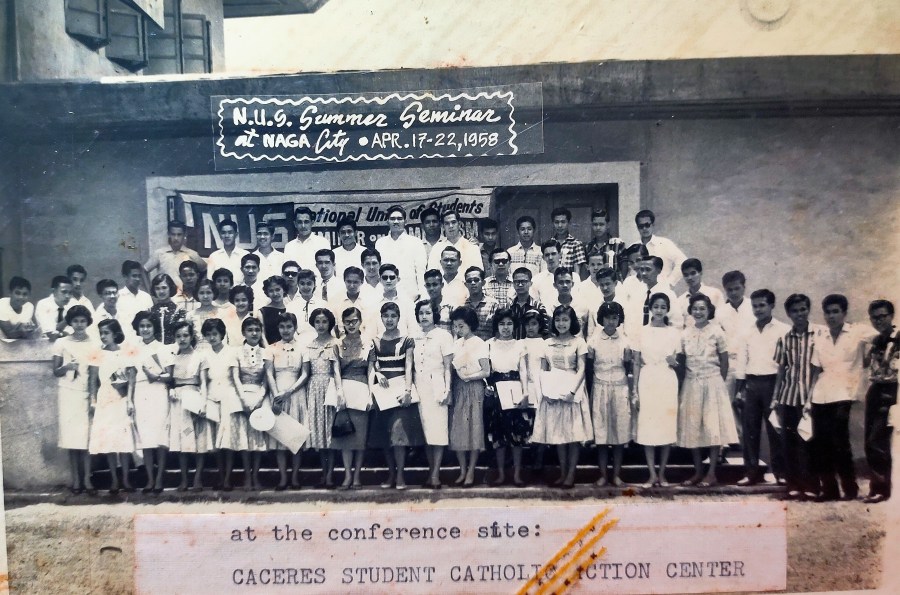 N.U.S. Summer Seminar
at NAGA City • APR. 17-22, 1958
NUS
National Union of Students
at the conference site:
CACERES STUDENT CATHOLIC ACTION CENTER